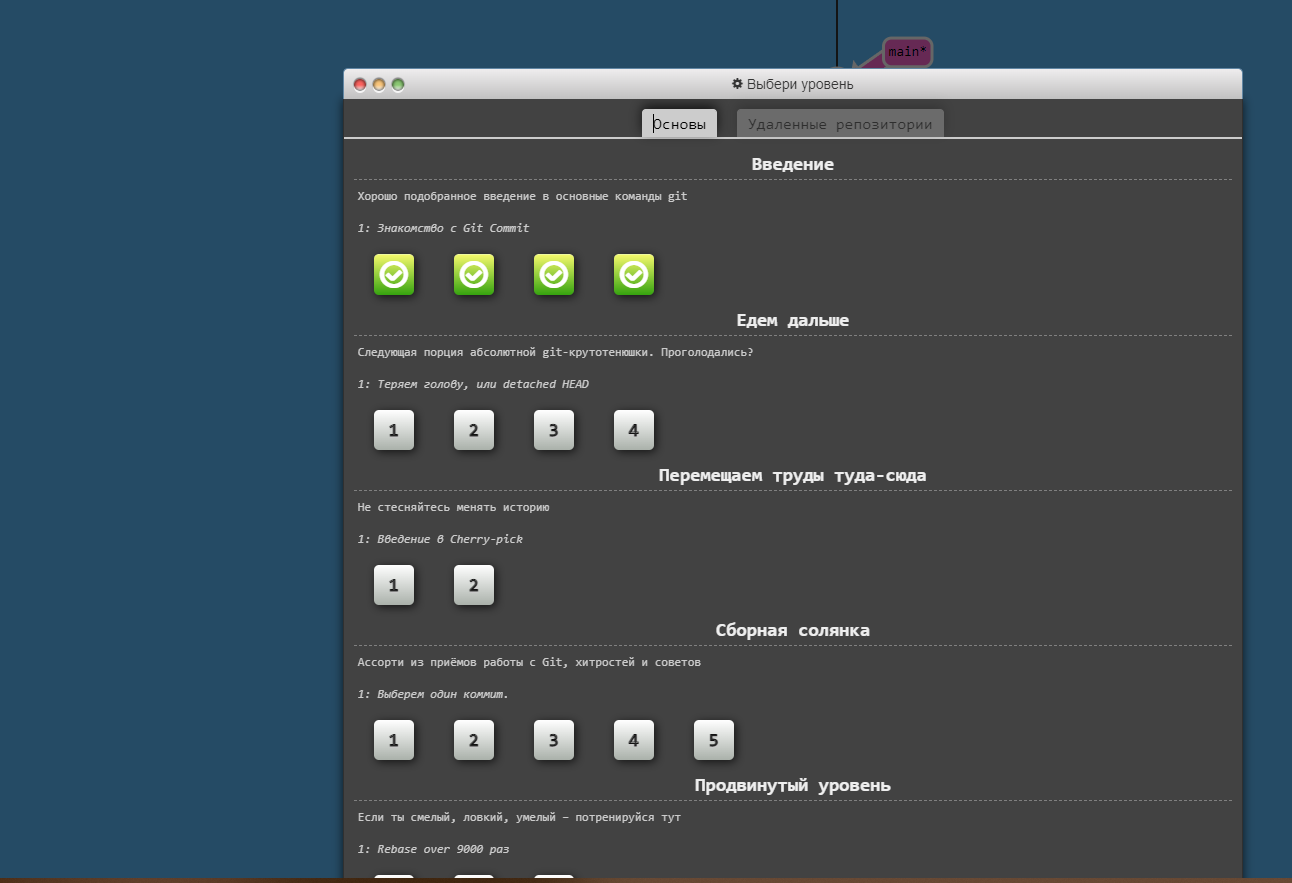 main*
Выбери уровень
Основы Удаленные репозитории
Введение
Хорошо подобранное введение в основные команды git
1: Знакомство с Git Commit
Едем дальше
Следующая порция абсолютной git-крутотенюшки. Проголодались?
1: Теряем голову, или detached HEAD
1 2 3 4
Перемещаем труды туда-сюда
Не стесняйтесь менять историю
1: Введение в Cherry-pick
1 2
Сборная солянка
Ассорти из приёмов работы с Git, хитростей и советов
1: Выберем один коммит.
1 2 3 4 5
Продвинутый уровень
Если ты смелый, ловкий, умелый – потренируйся тут
1: Rebase over 9000 раз